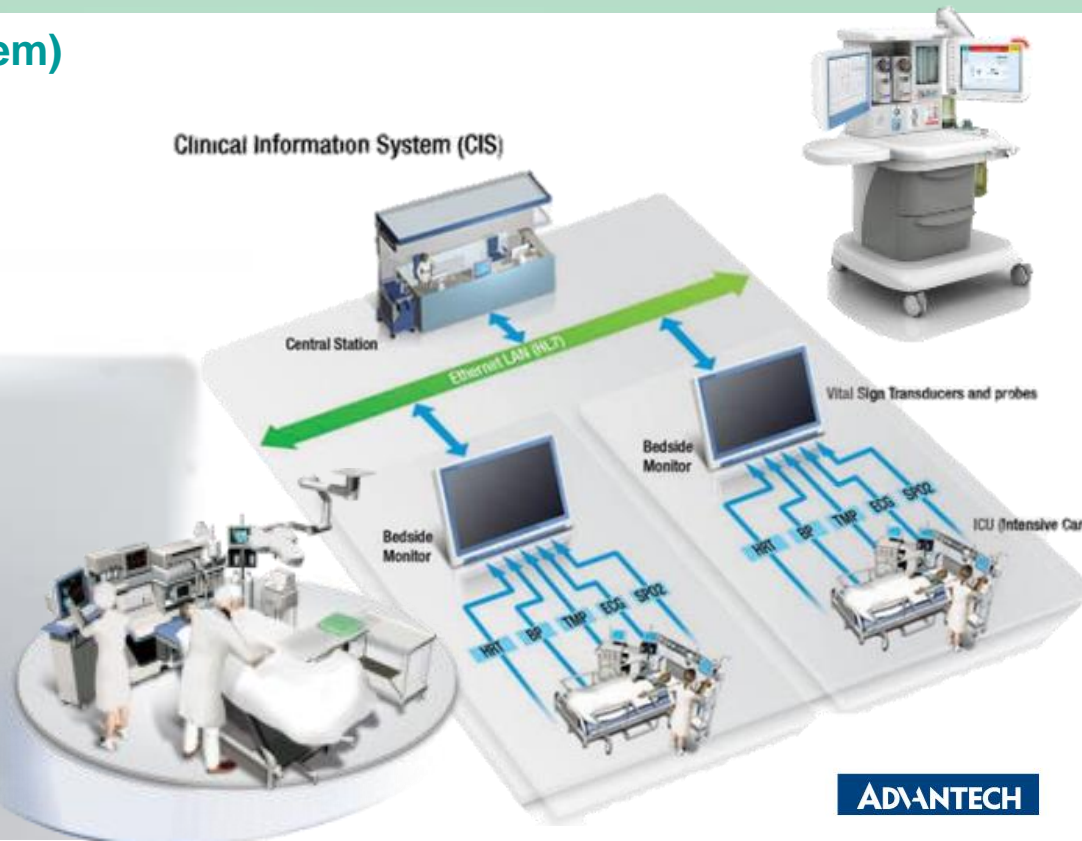 em)
Clinical Information System (CIS)
Central Station
Ethernet LAN (HL7)
Vital Sign Transducers and probes
Bedside
Monitor
HRT
BP
TMP
ECG
SPO2
ICU (Intensive Car
Bedside
Monitor
HRT
BP
TMP
ECG
SPO2
ADVANTECH